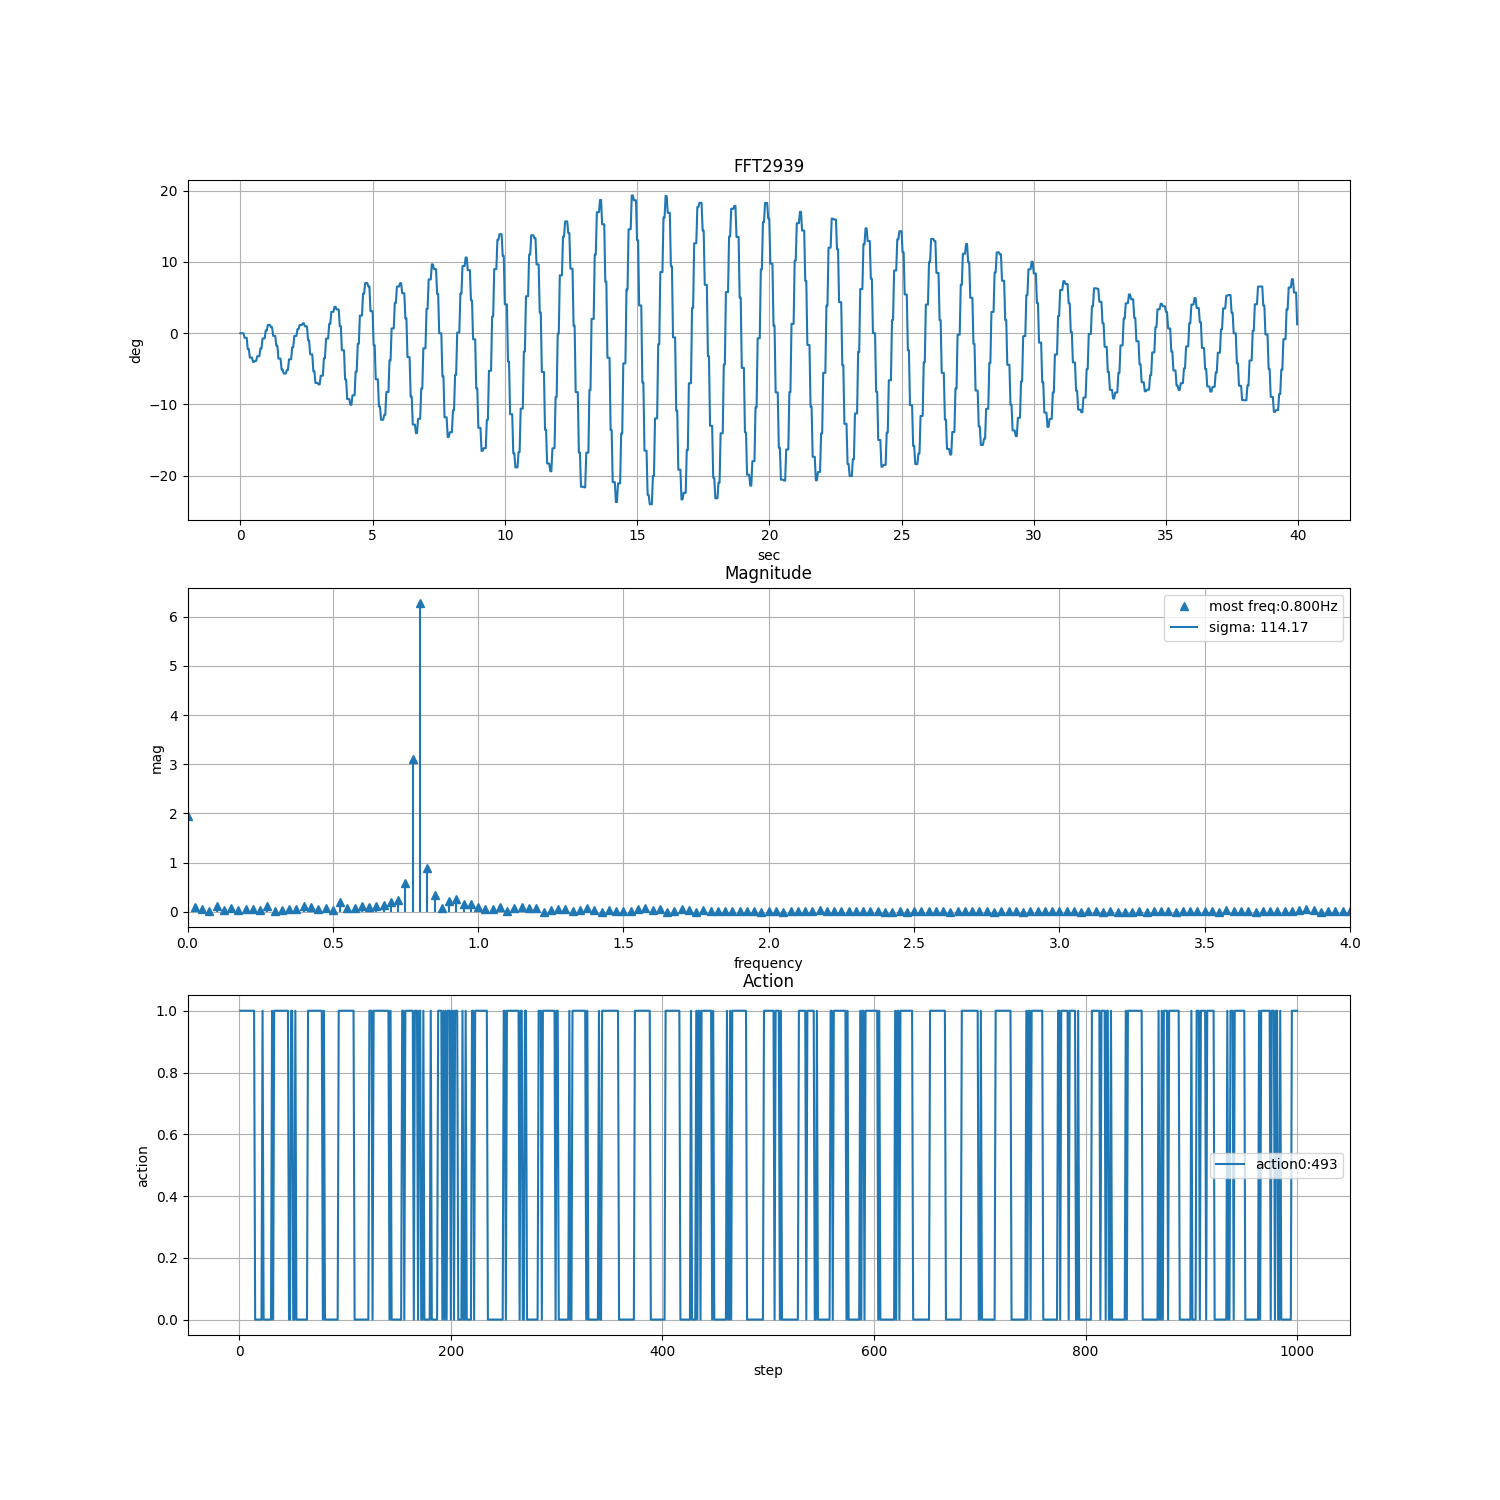 FFT2939
20
10
0
−10
−20
deg
0 5 10 15 20 25 30 35 40
sec
Magnitude
most freq:0.800Hz
sigma: 114.17
6
5
4
3
2
1
0
mag
0.0 0.5 1.0 1.5 2.0 2.5 3.0 3.5 4.0
frequency
Action
1.0
0.8
0.6
0.4
0.2
0.0
action
action0:493
0 200 400 600 800 1000
step